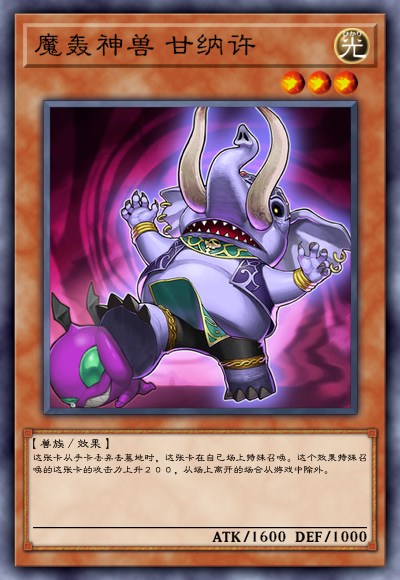 魔轰神兽 甘纳许
光
【兽族/效果】
这张卡从手卡丢弃去墓地时，这张卡在自己场上特殊召唤。这个效果特殊召
唤的这张卡的攻击力上升２００，从场上离开的场合从游戏中除外。
ATK/1600 DEF/1000